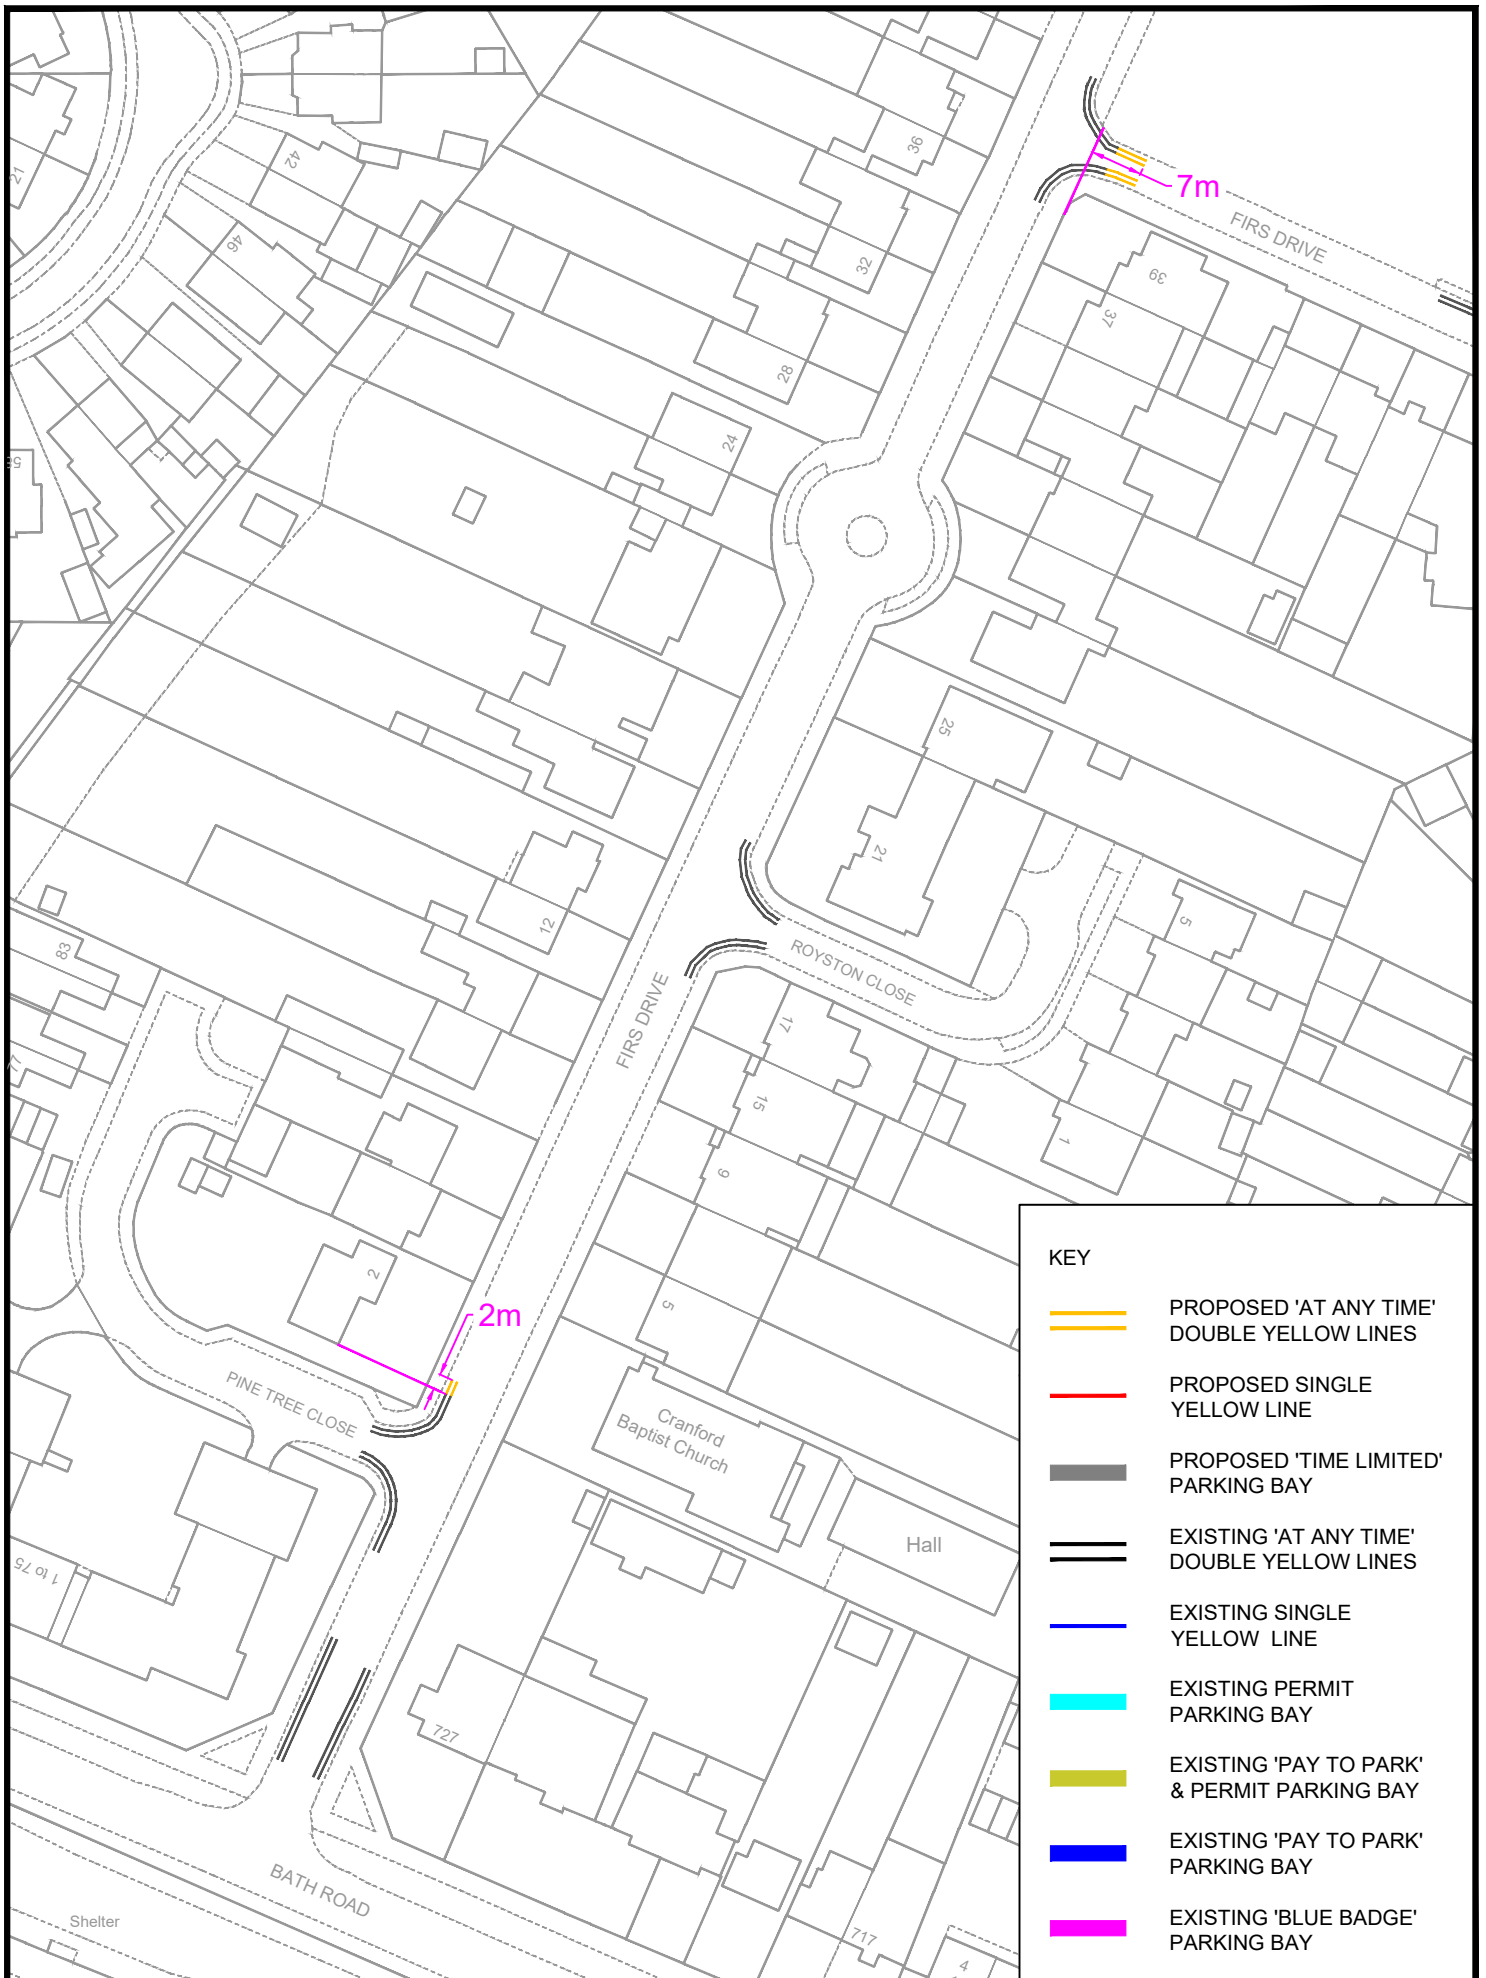 21
42
46
36
7m
FIRS DRIVE
32
39
37
28
24
25
21
12
5
83
ROYSTON CLOSE
FIRS DRIVE
17
77
15
1
9
2
5
2m
PINE TREE CLOSE
Cranford
Baptist Church
Hall
1 to 75
727
BATH ROAD
Shelter
717
4
KEY
PROPOSED 'AT ANY TIME'
DOUBLE YELLOW LINES
PROPOSED SINGLE
YELLOW LINE
PROPOSED 'TIME LIMITED'
PARKING BAY
EXISTING 'AT ANY TIME'
DOUBLE YELLOW LINES
EXISTING SINGLE
YELLOW LINE
EXISTING PERMIT
PARKING BAY
EXISTING 'PAY TO PARK'
& PERMIT PARKING BAY
EXISTING 'PAY TO PARK'
PARKING BAY
EXISTING 'BLUE BADGE'
PARKING BAY